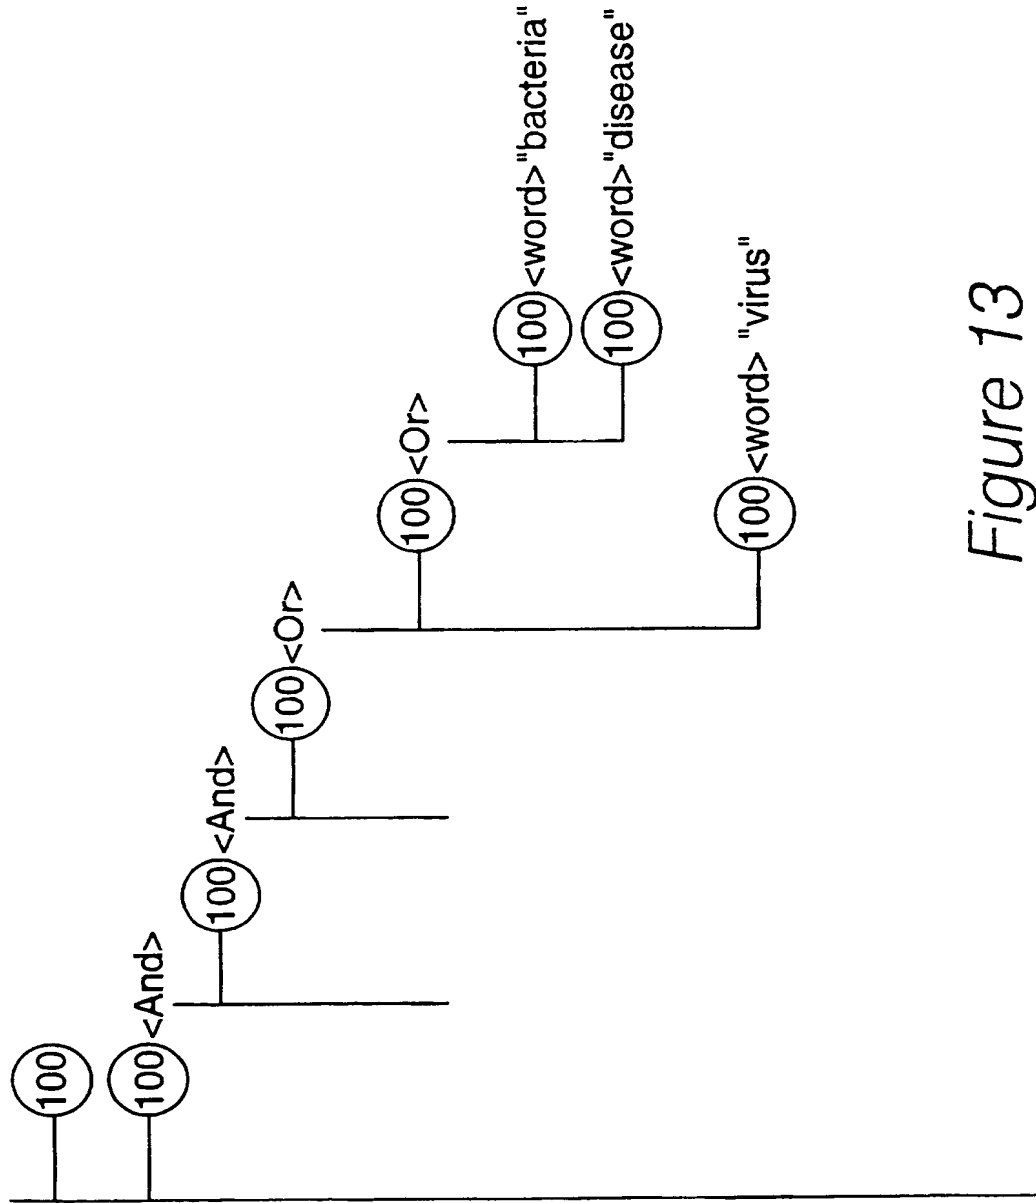 100
100 <And>
100 <And>
100 <Or>
100 <Or>
100 <word>"bacteria"
100 <word>"disease"
100 <word> "virus"
Figure 13